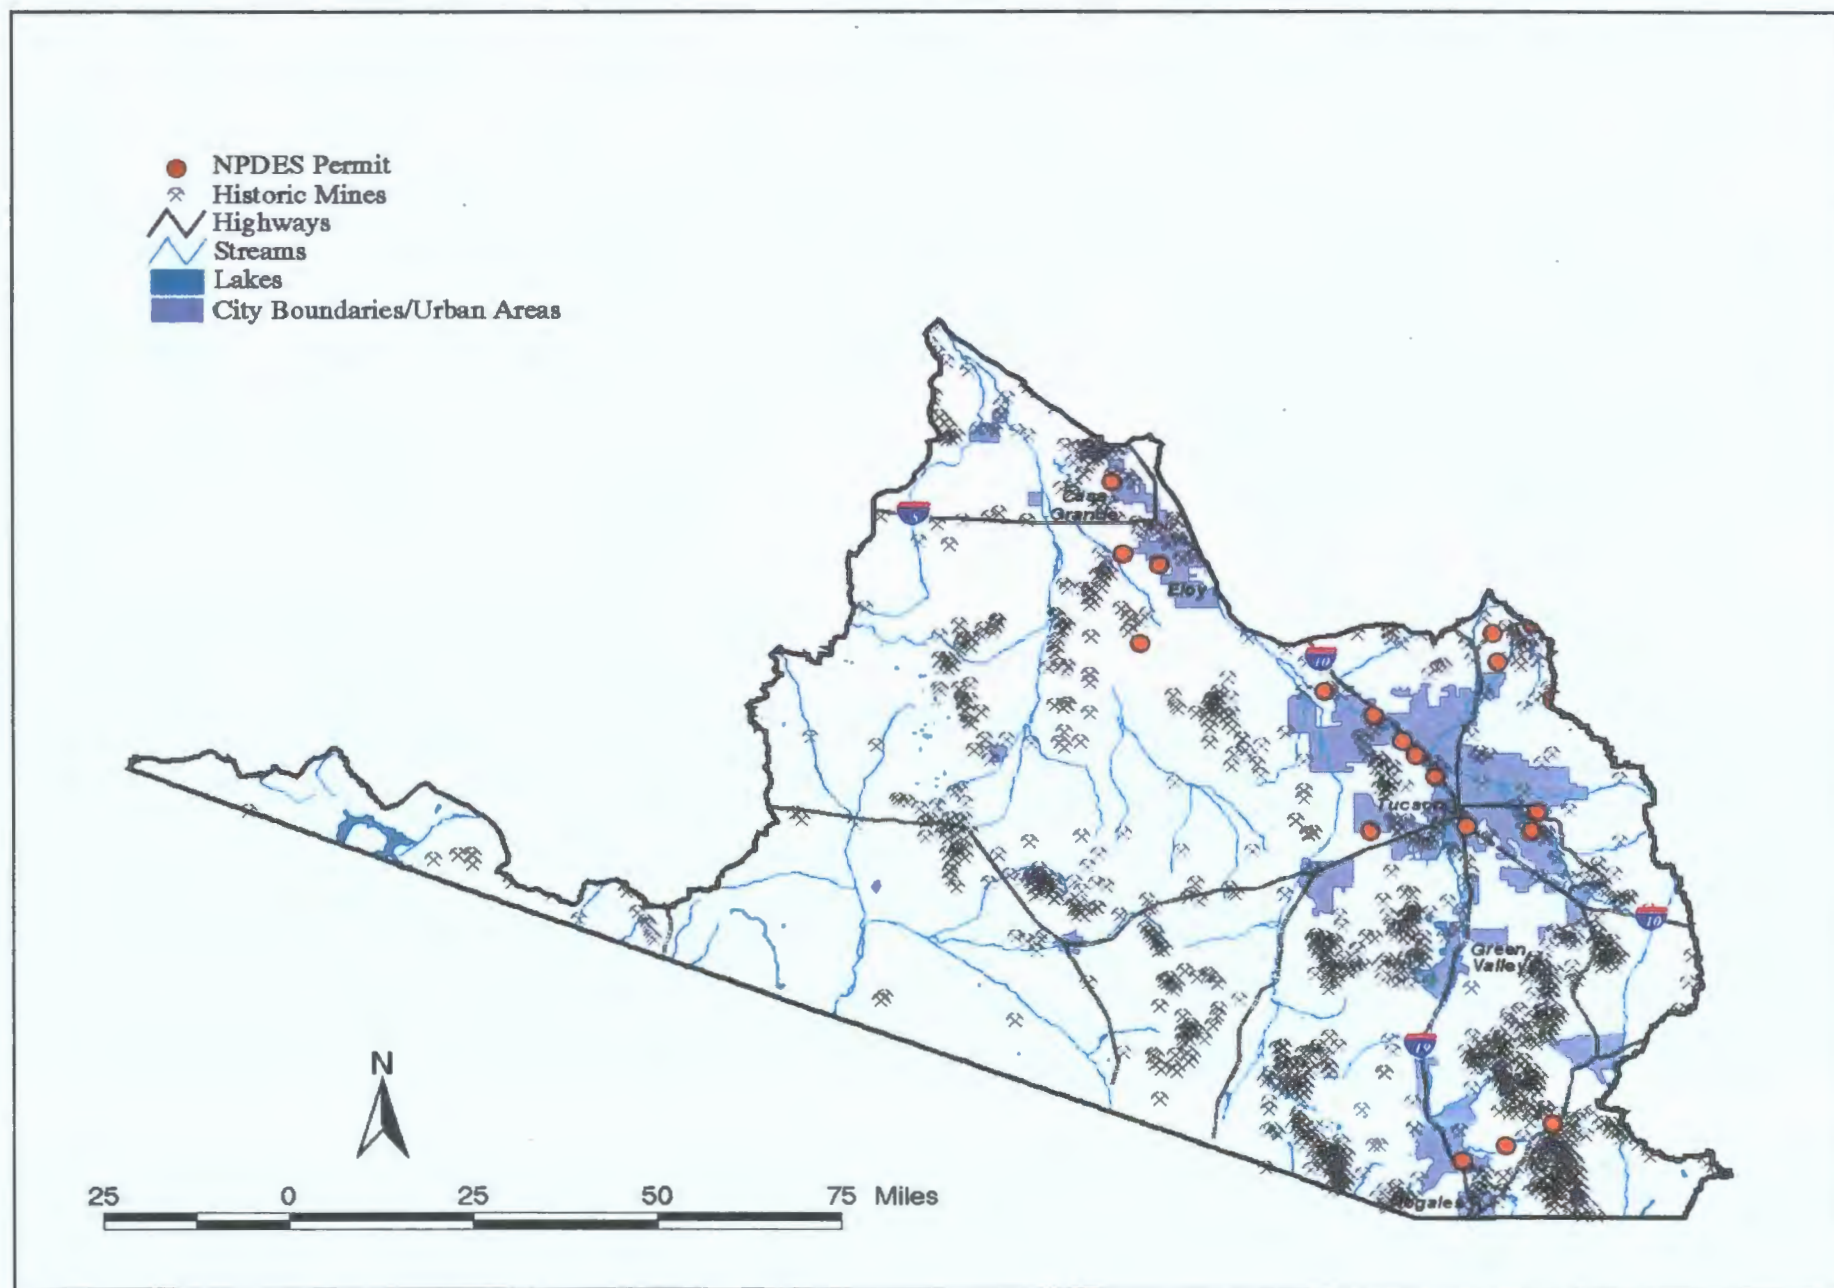 NPDES Permit
Historic Mines
Highways
Streams
Lakes
City Boundaries/Urban Areas
Casa
Grande
Eloy
10
Tucson
10
Green
Valley
19
Nogales
N
25 0 25 50 75 Miles